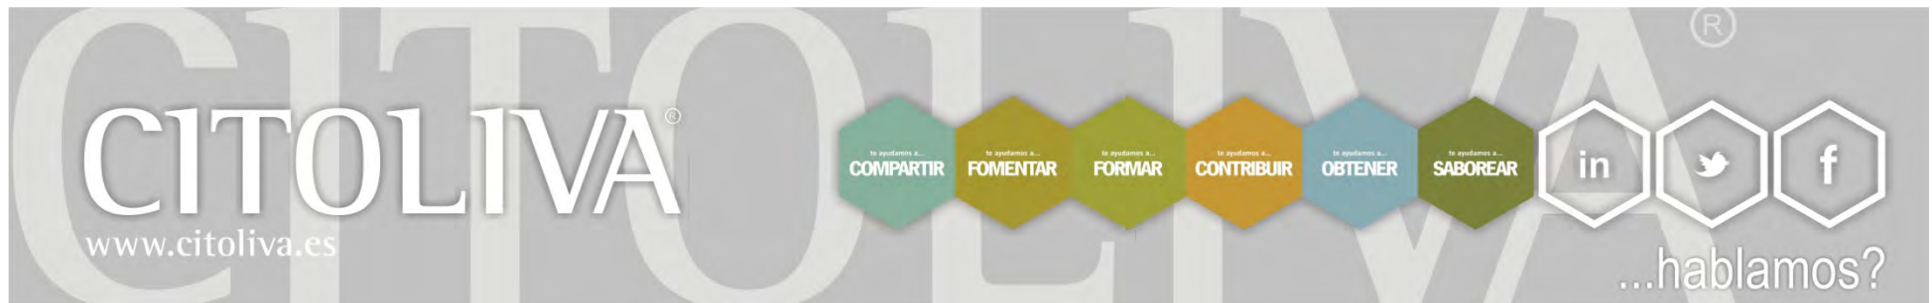 CITOLIVA®
www.citoliva.es
te ayudamos a...
COMPARTIR
te ayudamos a...
FOMENTAR
te ayudamos a...
FORMAR
te ayudamos a...
CONTRIBUIR
te ayudamos a...
OBTENER
te ayudamos a...
SABOREAR
in
f
...hablamos?
CITOLIVA®